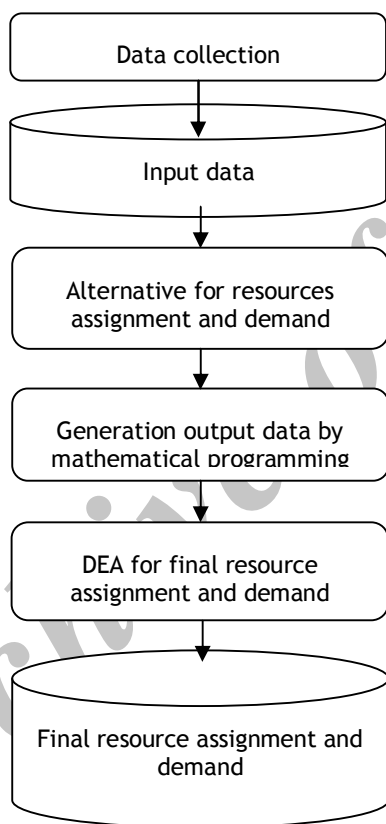 Data collection
Input data
Alternative for resources
assignment and demand
Generation output data by
mathematical programming
DEA for final resource
assignment and demand
Final resource assignment and
demand